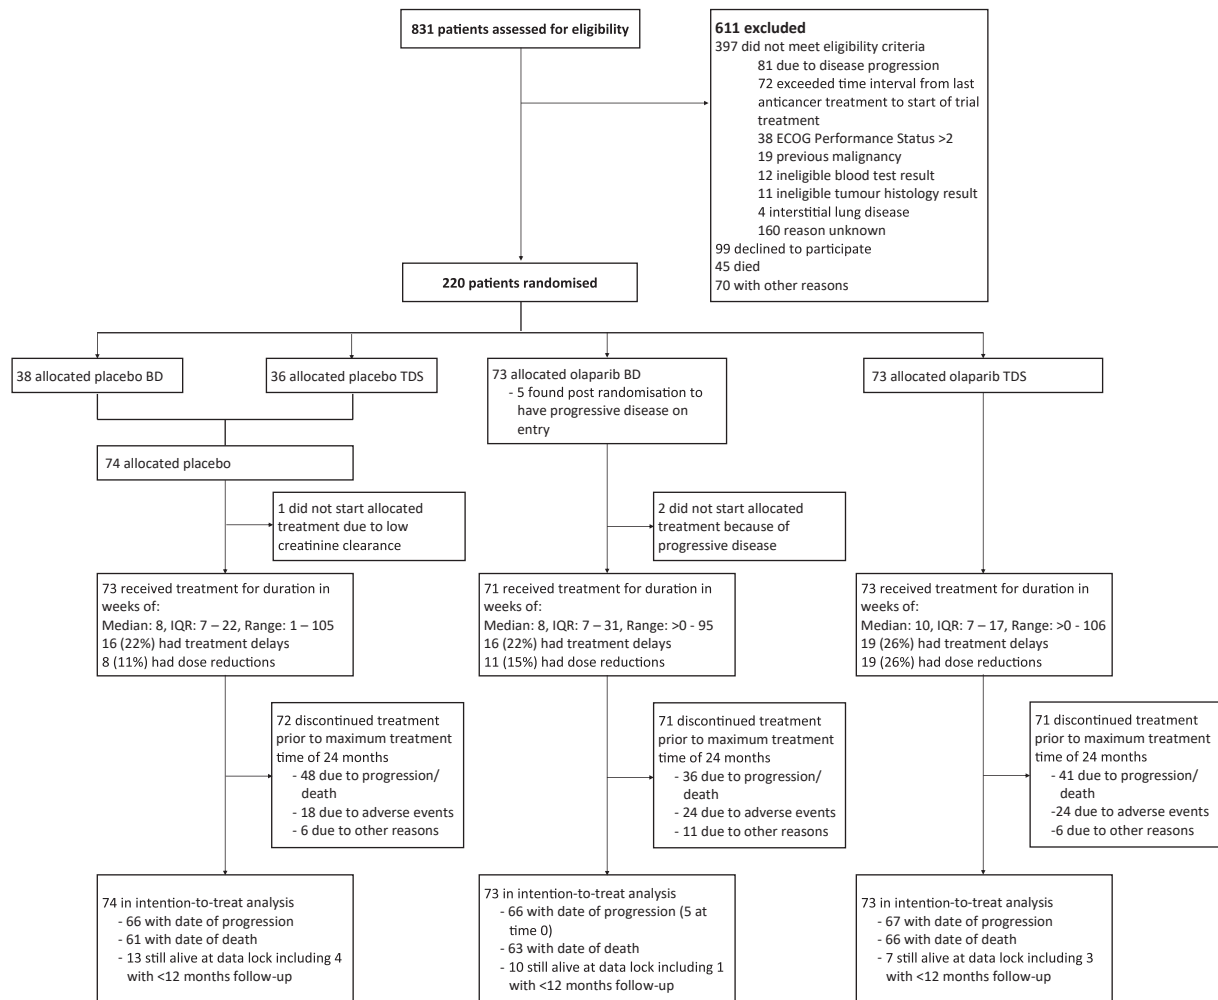 831 patients assessed for eligibility
611 excluded
397 did not meet eligibility criteria
81 due to disease progression
72 exceeded time interval from last
anticancer treatment to start of trial
treatment
38 ECOG Performance Status >2
19 previous malignancy
12 ineligible blood test result
11 ineligible tumour histology result
4 interstitial lung disease
160 reason unknown
99 declined to participate
45 died
70 with other reasons
220 patients randomised
38 allocated placebo BD
36 allocated placebo TDS
73 allocated olaparib BD
- 5 found post randomisation to
have progressive disease on
entry
73 allocated olaparib TDS
74 allocated placebo
1 did not start allocated
treatment due to low
creatinine clearance
2 did not start allocated
treatment because of
progressive disease
73 received treatment for duration in
weeks of:
Median: 8, IQR: 7 – 22, Range: 1 – 105
16 (22%) had treatment delays
8 (11%) had dose reductions
71 received treatment for duration in
weeks of:
Median: 8, IQR: 7 – 31, Range: >0 - 95
16 (22%) had treatment delays
11 (15%) had dose reductions
73 received treatment for duration in
weeks of:
Median: 10, IQR: 7 – 17, Range: >0 - 106
19 (26%) had treatment delays
19 (26%) had dose reductions
72 discontinued treatment
prior to maximum treatment
time of 24 months
- 48 due to progression/
death
- 18 due to adverse events
- 6 due to other reasons
71 discontinued treatment
prior to maximum treatment
time of 24 months
- 36 due to progression/
death
- 24 due to adverse events
- 11 due to other reasons
71 discontinued treatment
prior to maximum treatment
time of 24 months
- 41 due to progression/
death
-24 due to adverse events
-6 due to other reasons
74 in intention-to-treat analysis
- 66 with date of progression
- 61 with date of death
- 13 still alive at data lock including 4
with <12 months follow-up
73 in intention-to-treat analysis
- 66 with date of progression (5 at
time 0)
- 63 with date of death
- 10 still alive at data lock including 1
with <12 months follow-up
73 in intention-to-treat analysis
- 67 with date of progression
- 66 with date of death
- 7 still alive at data lock including 3
with <12 months follow-up